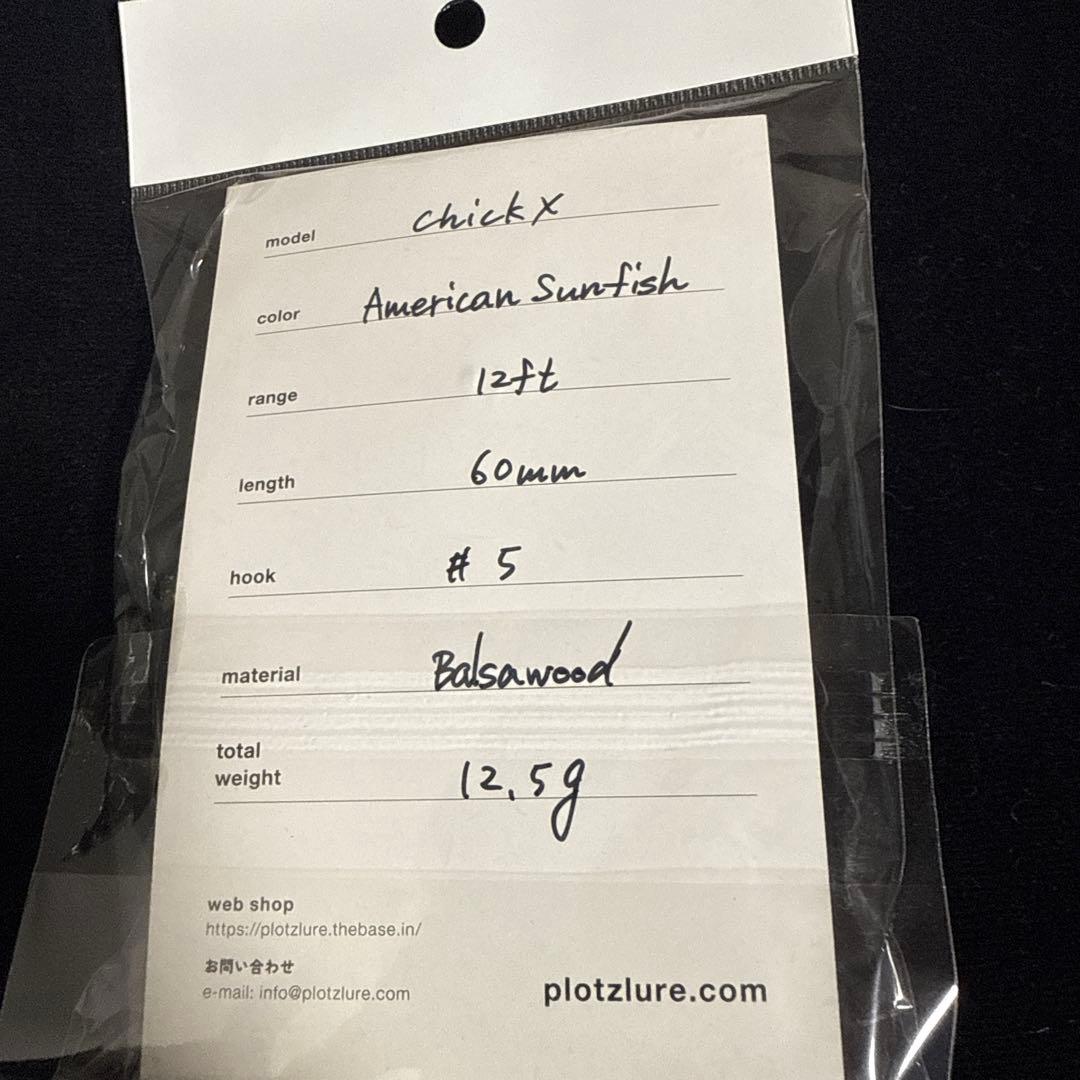 model chick X
color American Sunfish
range 12ft
length 60mm
hook # 5
material Balsawood
total
weight 12.5g
web shop
https://plotzlure.thebase.in/
お問い合わせ
e-mail: info@plotzlure.com
plotzlure.com